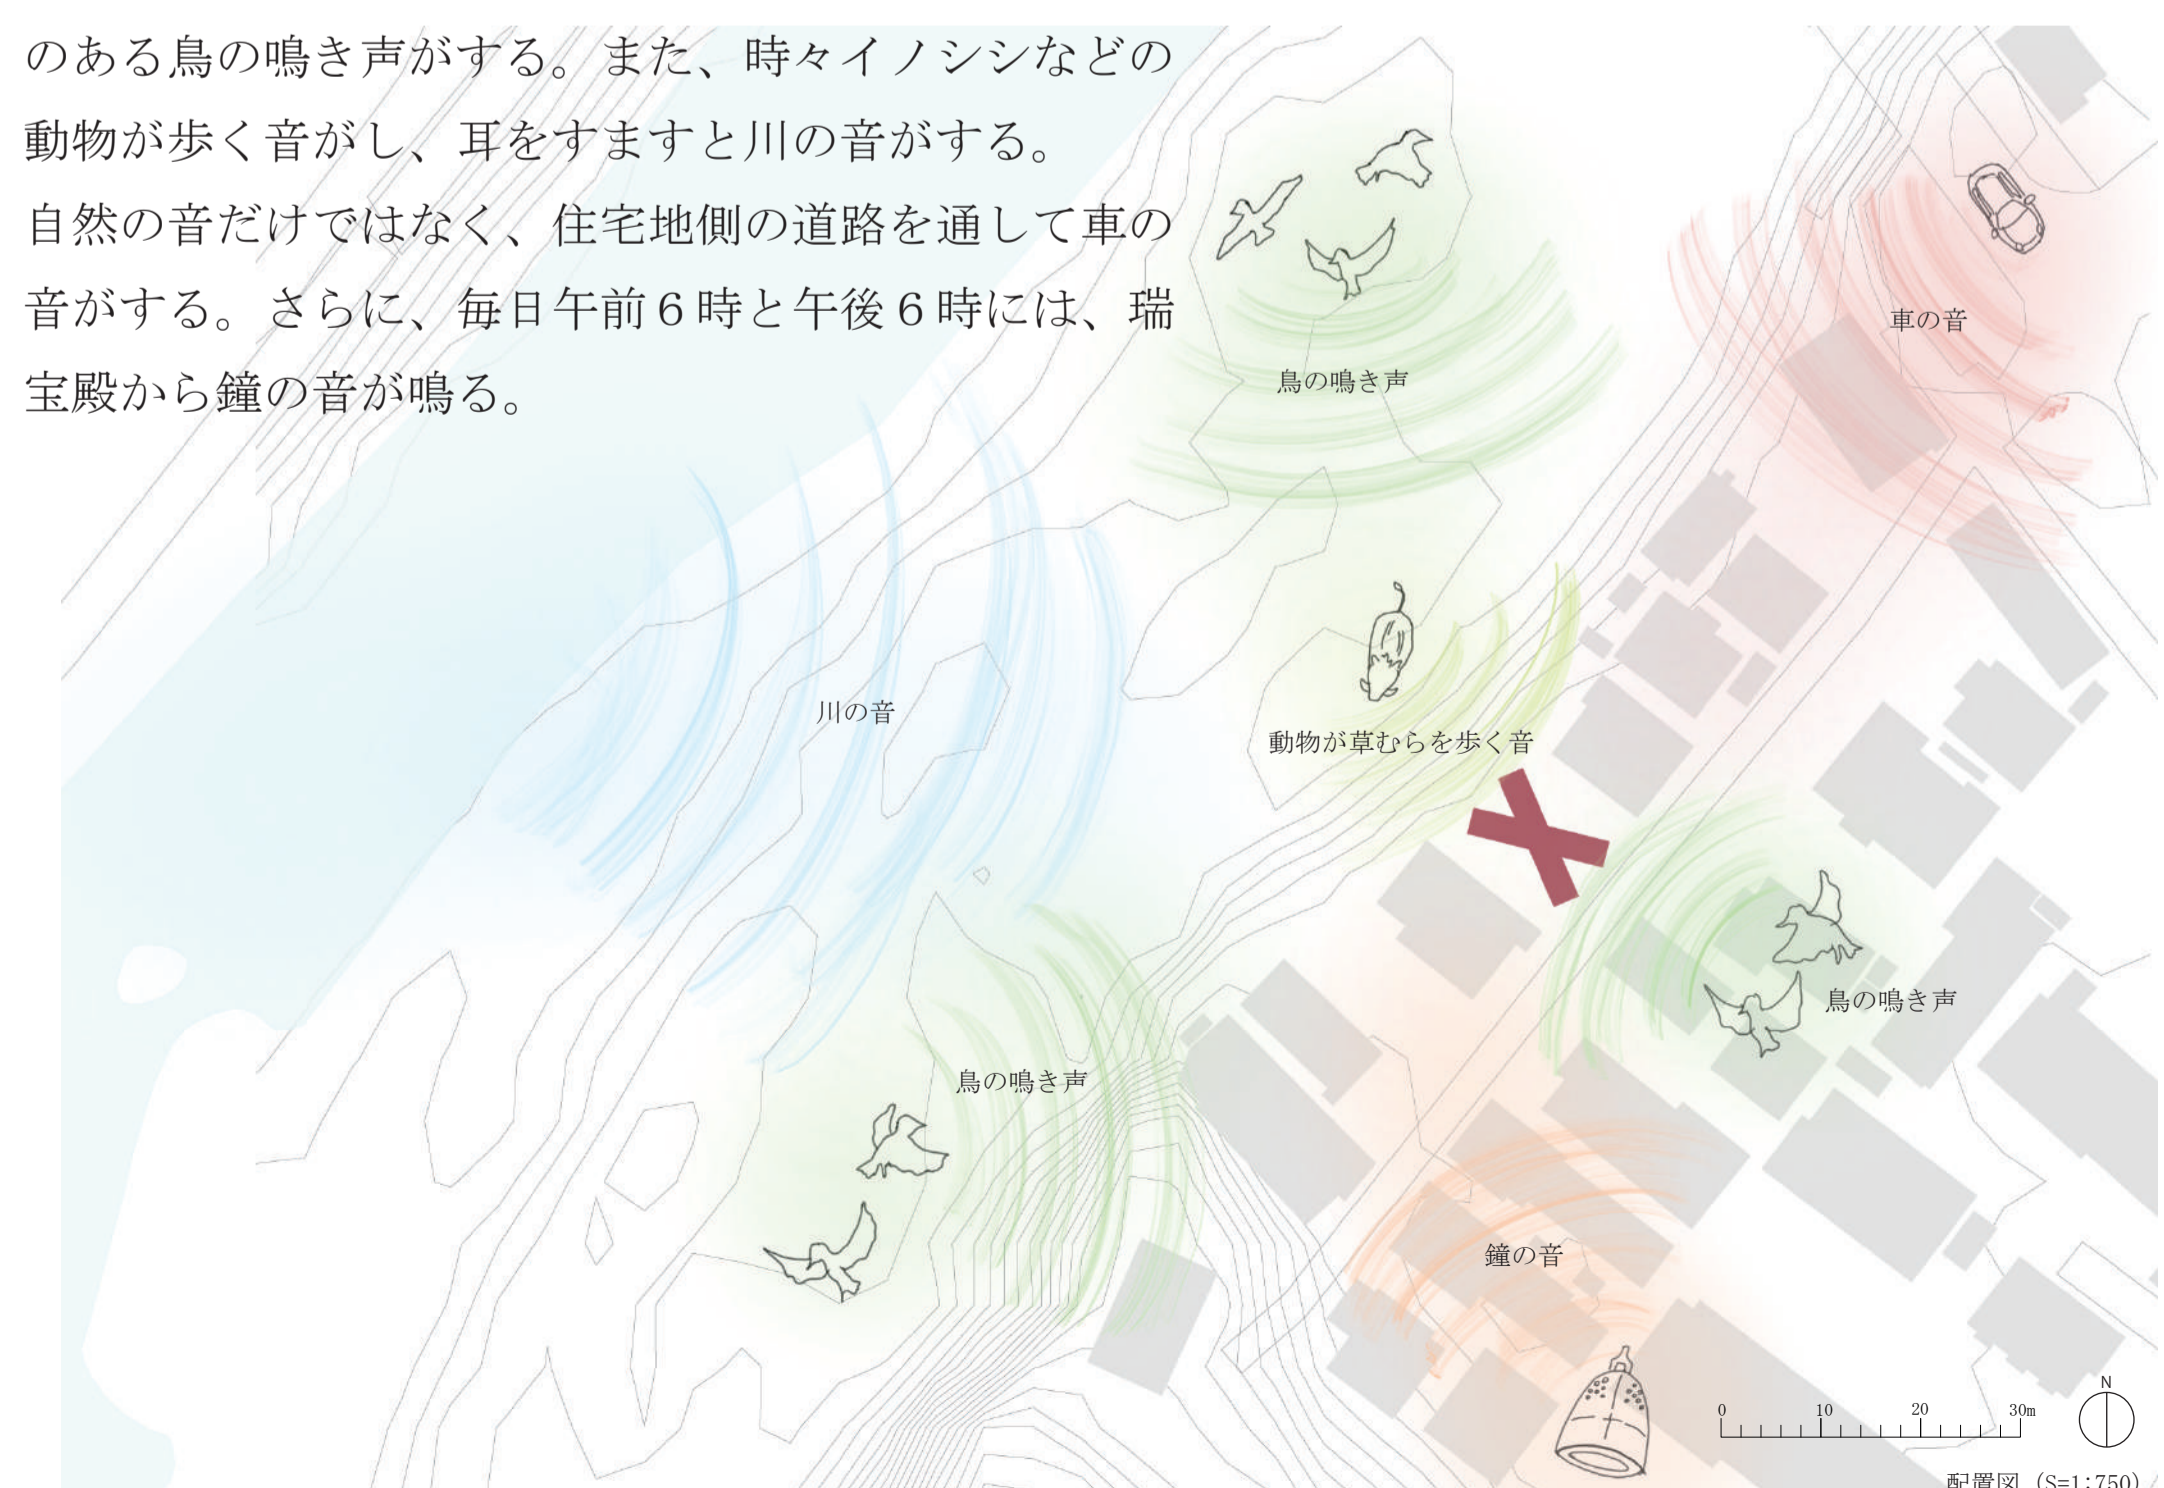 のある鳥の鳴き声がする。また、時々イノシシなどの
動物が歩く音がし、耳をすますと川の音がする。
自然の音だけではなく、住宅地側の道路を通して車の
音がする。さらに、毎日午前６時と午後６時には、瑞
宝殿から鐘の音が鳴る。
車の音
鳥の鳴き声
川の音
動物が草むらを歩く音
鳥の鳴き声
鳥の鳴き声
鐘の音
N
0 10 20 30m
配置図（S=1:750）